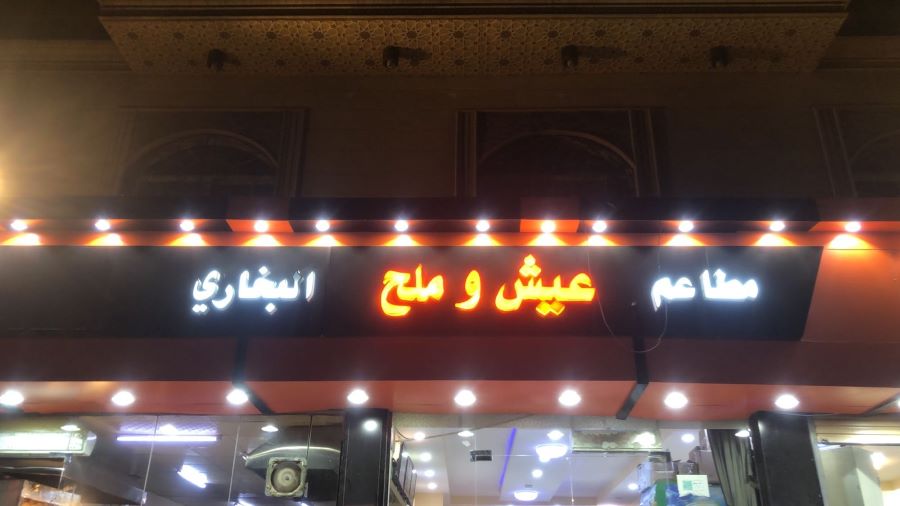 مطاعم عيش و ملح البخاري